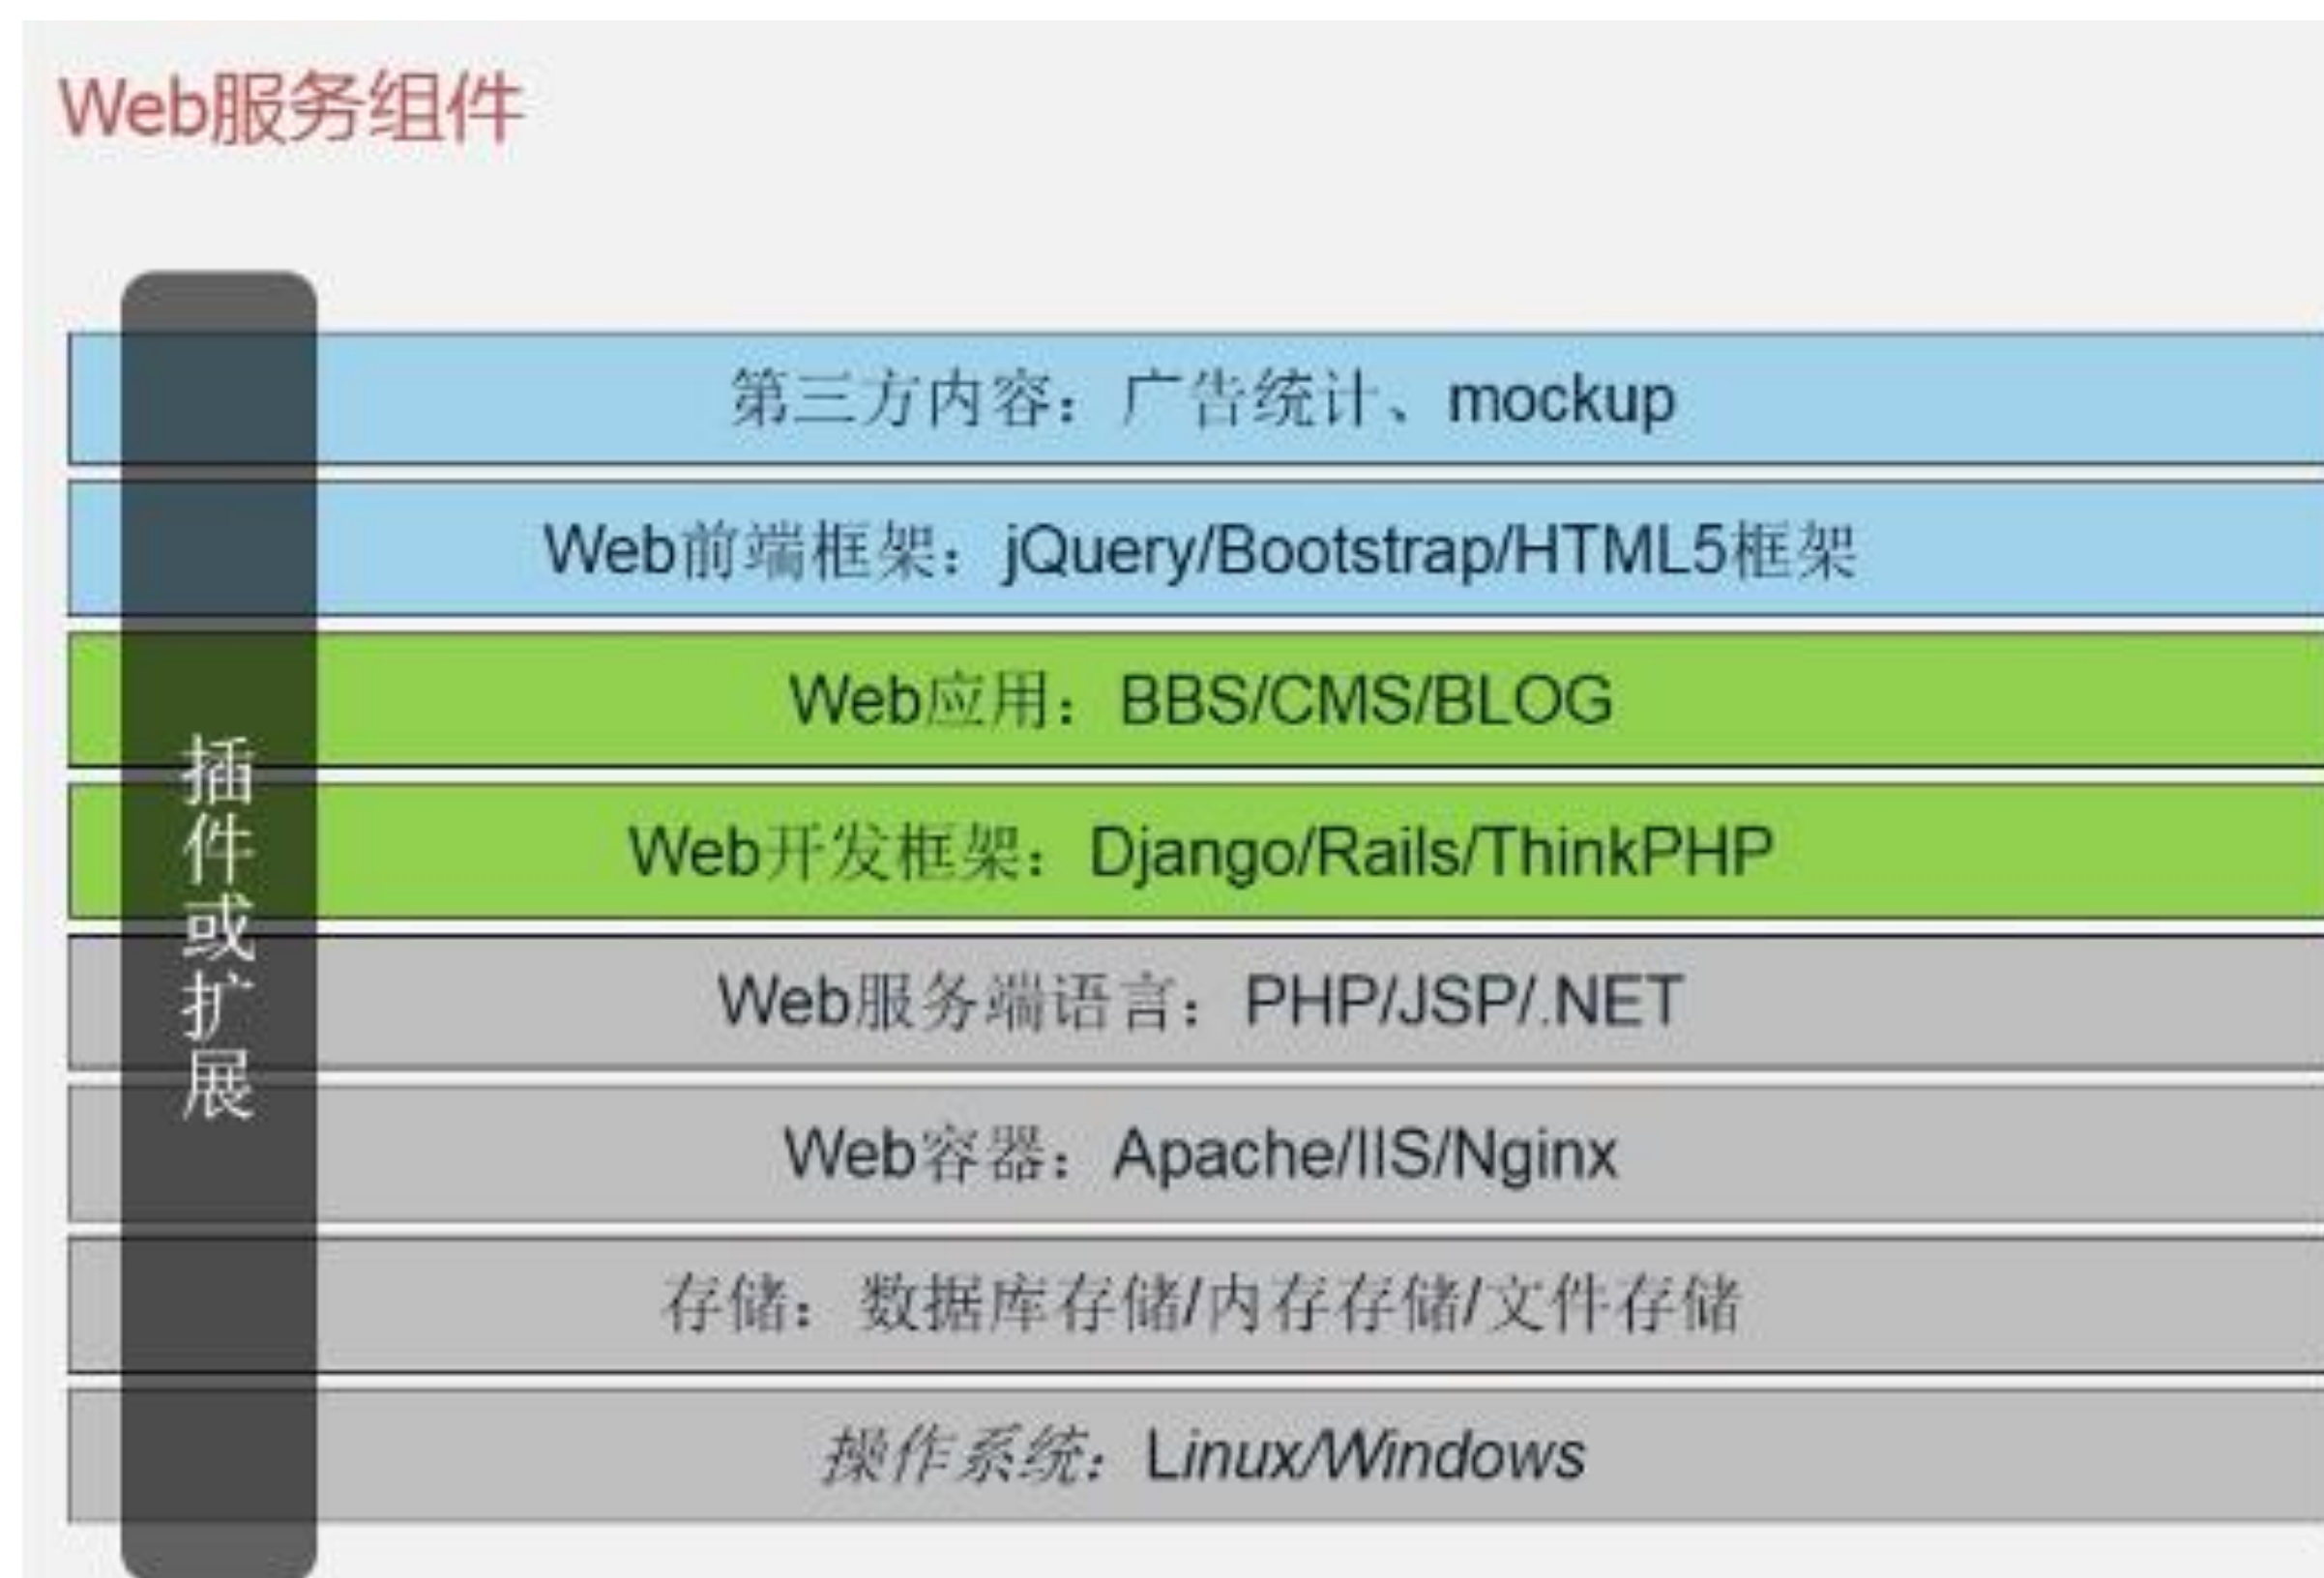 Web服务组件
第三方内容：广告统计、mockup
Web前端框架：jQuery/Bootstrap/HTML5框架
Web应用：BBS/CMS/BLOG
Web开发框架：Django/Rails/ThinkPHP
Web服务端语言：PHP/JSP/.NET
Web容器：Apache/IIS/Nginx
存储：数据库存储/内存存储/文件存储
操作系统：Linux/Windows
插件或扩展